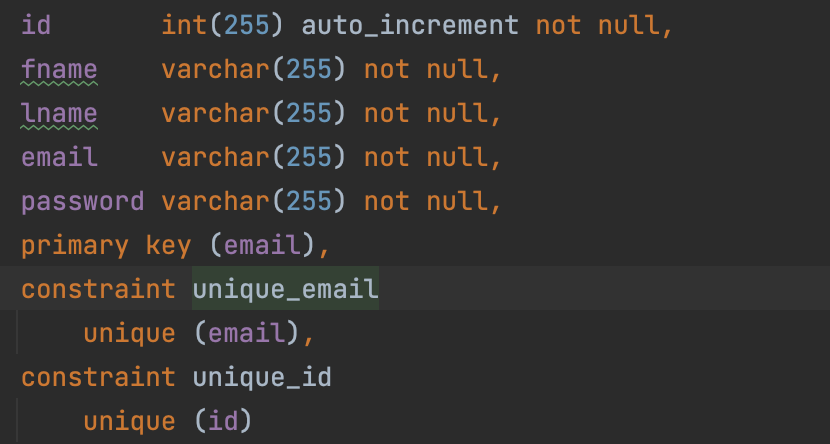 id       int(255) auto_increment not null,
fname    varchar(255) not null,
lname    varchar(255) not null,
email    varchar(255) not null,
password varchar(255) not null,
primary key (email),
constraint unique_email
    unique (email),
constraint unique_id
    unique (id)